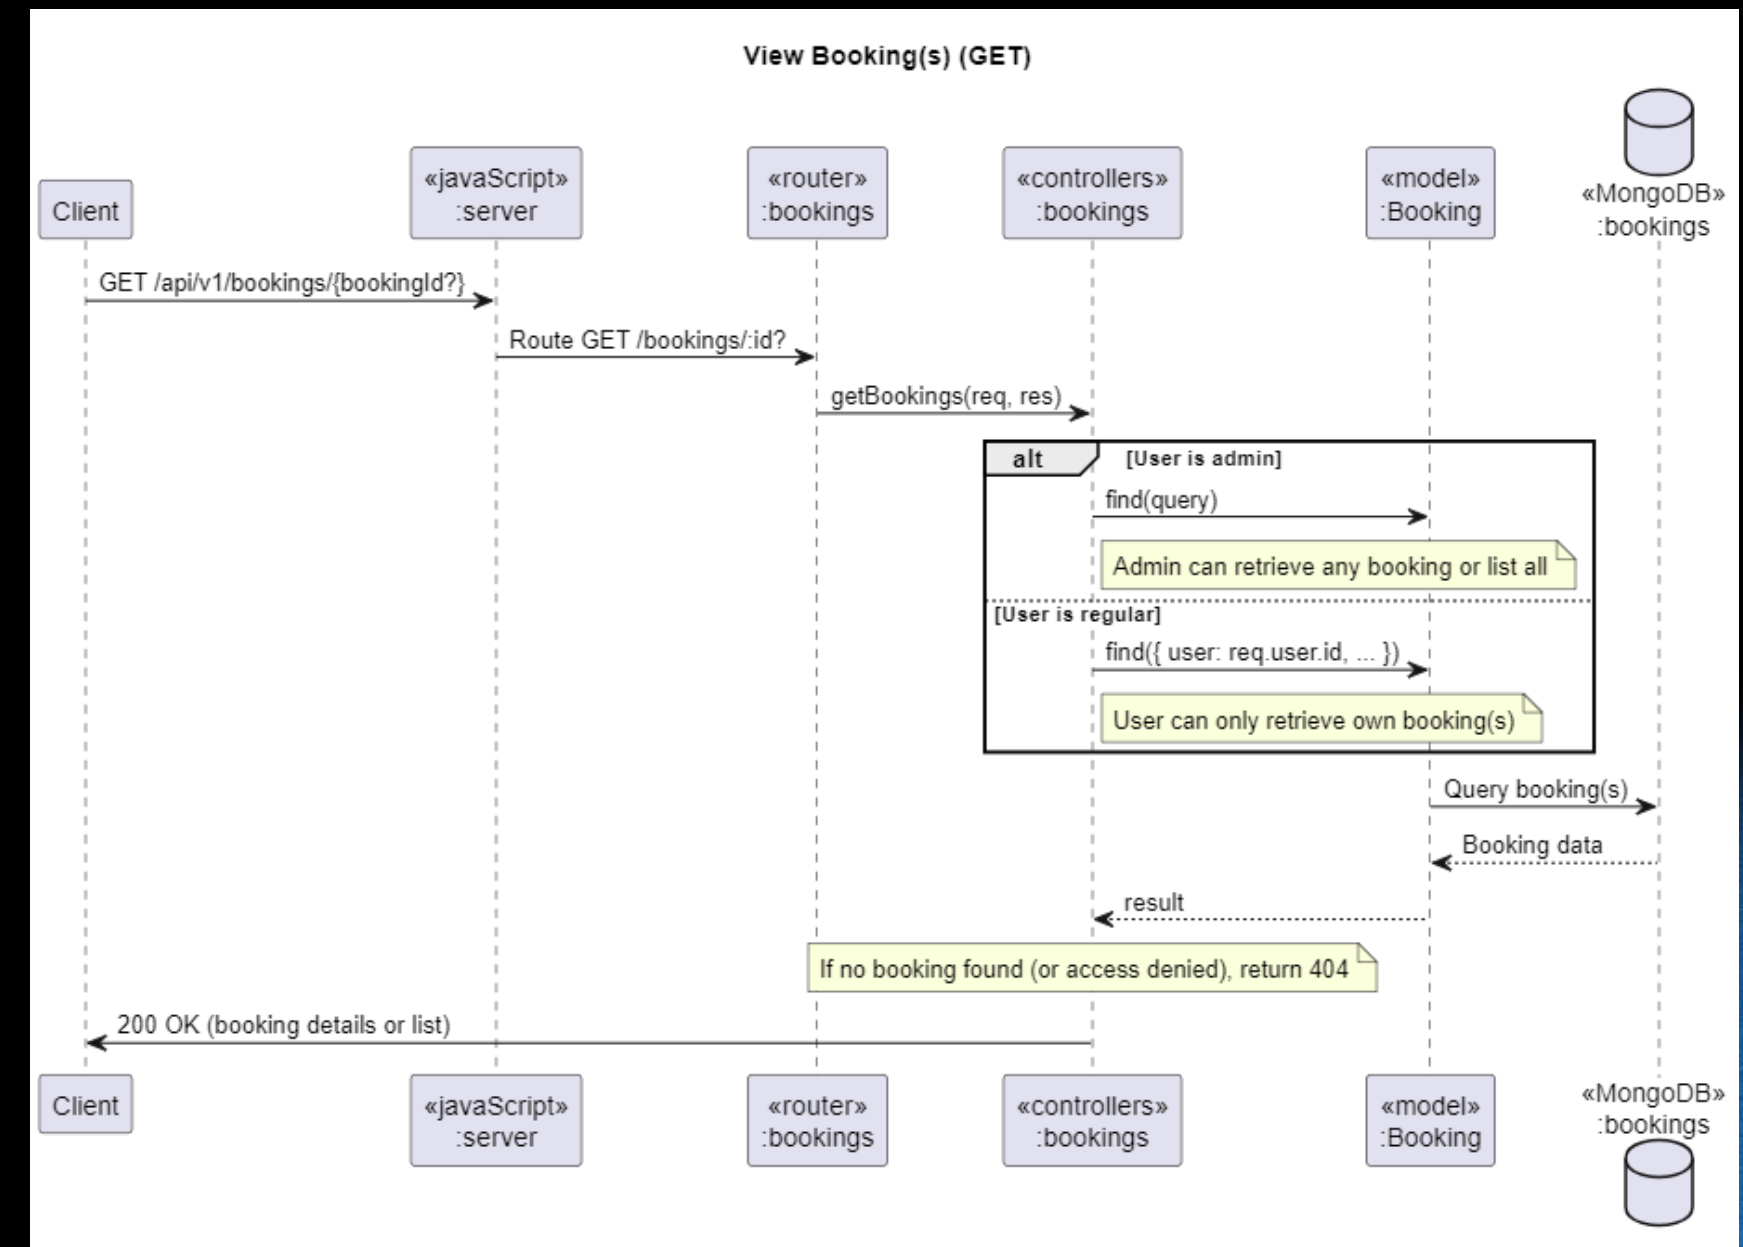 View Booking(s) (GET)
Client
«javaScript»
:server
«router»
:bookings
«controllers»
:bookings
«model»
:Booking
«MongoDB»
:bookings
GET /api/v1/bookings/{bookingId?}
Route GET /bookings/:id?
getBookings(req, res)
alt [User is admin]
find(query)
Admin can retrieve any booking or list all
[User is regular]
find({ user: req.user.id, ... })
User can only retrieve own booking(s)
Query booking(s)
Booking data
result
If no booking found (or access denied), return 404
200 OK (booking details or list)
Client
«javaScript»
:server
«router»
:bookings
«controllers»
:bookings
«model»
:Booking
«MongoDB»
:bookings